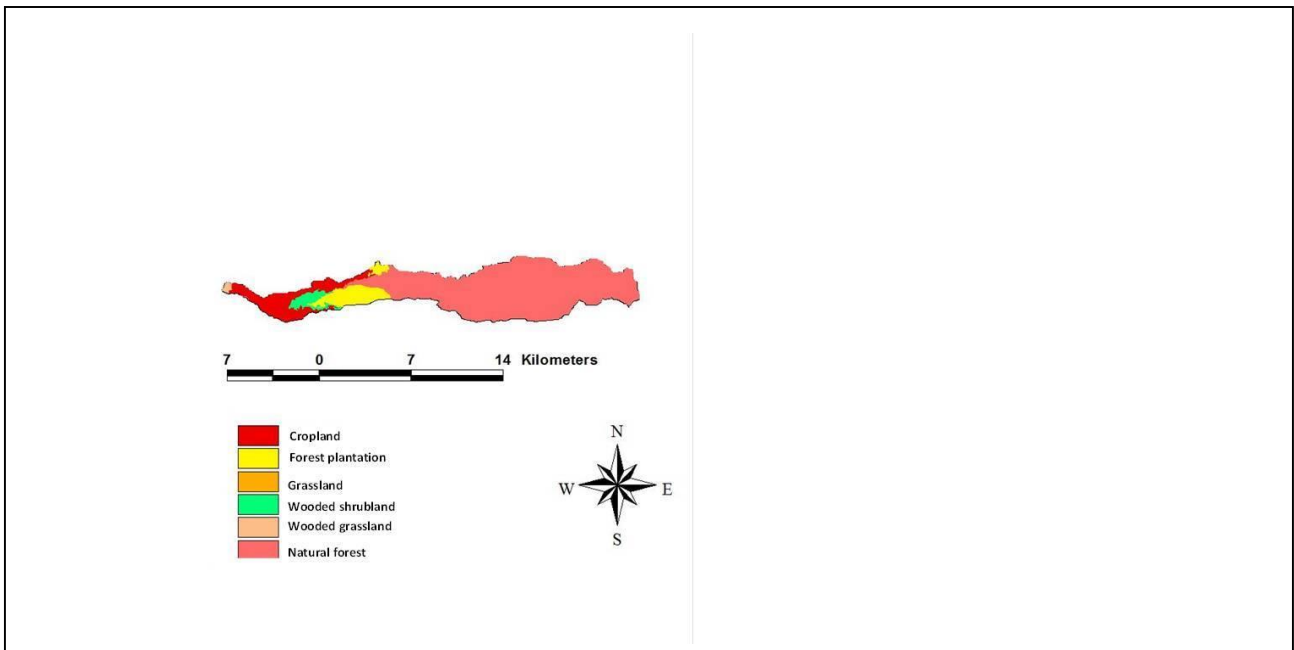 7 0 7 14 Kilometers
Cropland
Forest plantation
Grassland
Wooded shrubland
Wooded grassland
Natural forest
N
W E
S